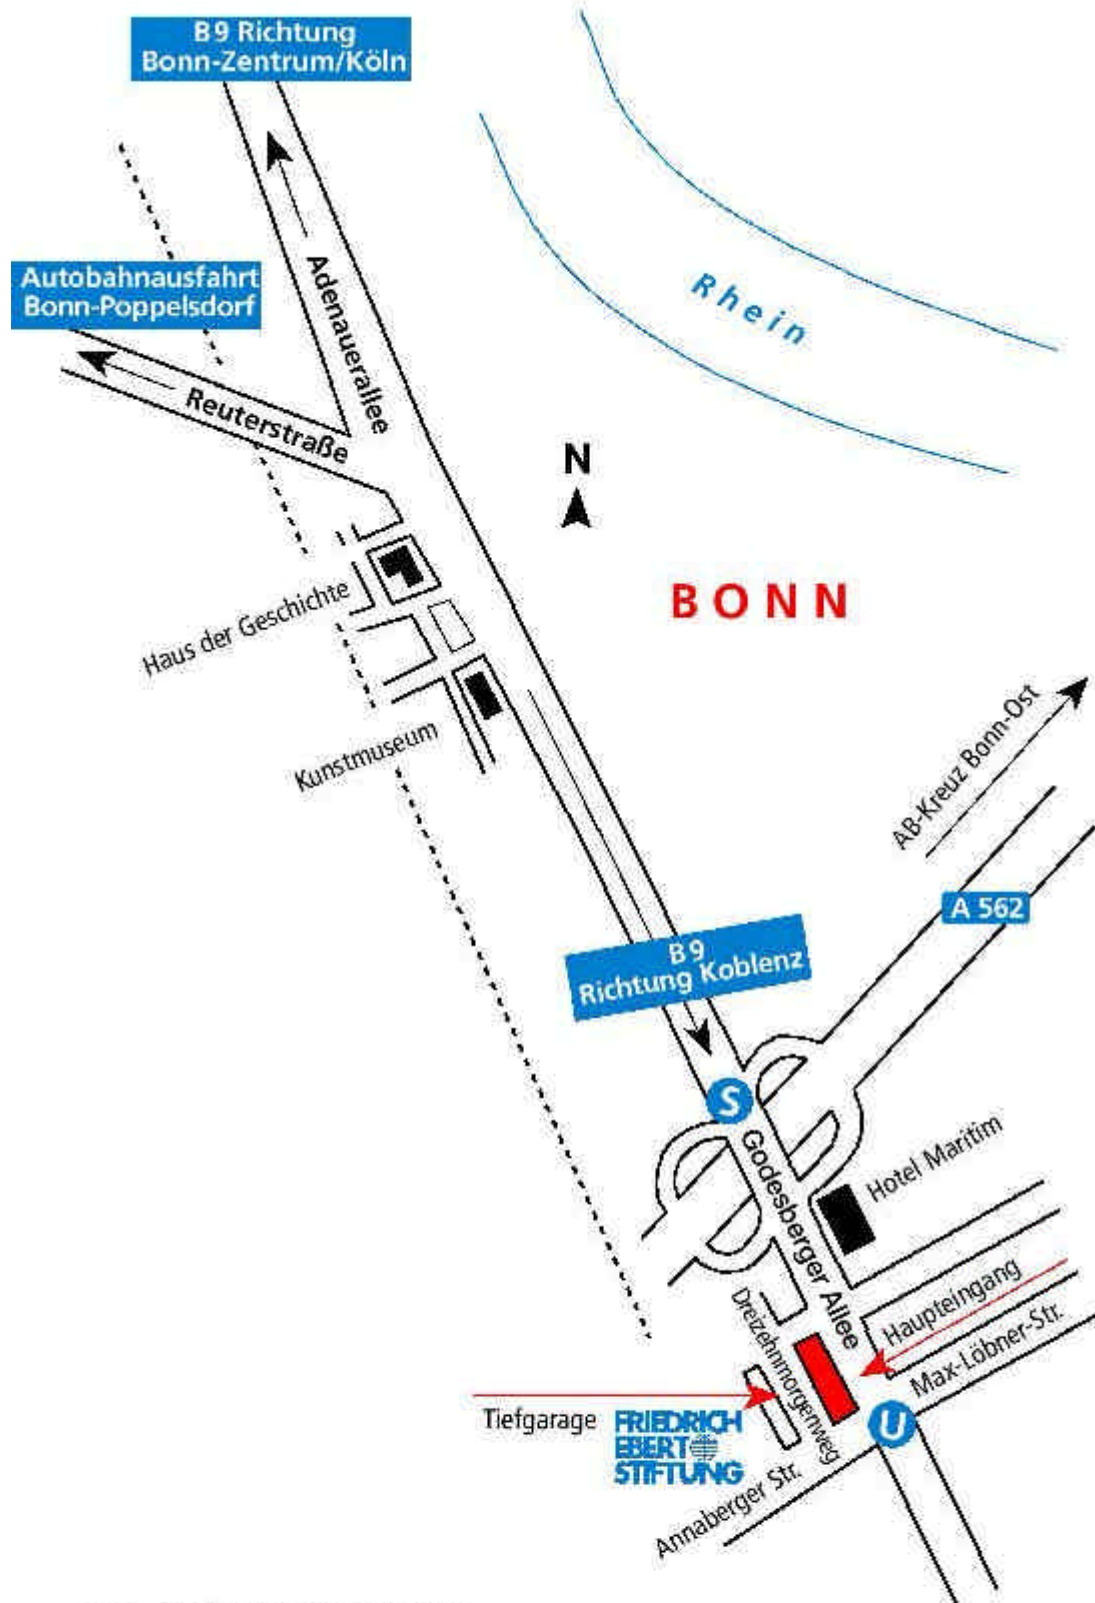 B9 Richtung
Bonn-Zentrum/Köln
Autobahnausfahrt
Bonn-Poppelsdorf
Adenauerallee
Rhein
Reuterstraße
N
BONN
Haus der Geschichte
Kunstmuseum
AB-Kreuz Bonn-Ost
A 562
B9
Richtung Koblenz
S
Godesberger Allee
Hotel Maritim
Haupteingang
Dreizehnmorgenweg
Max-Löbner-Str.
Tiefgarage
FRIEDRICH
EBERT
STIFTUNG
U
Annaberger Str.